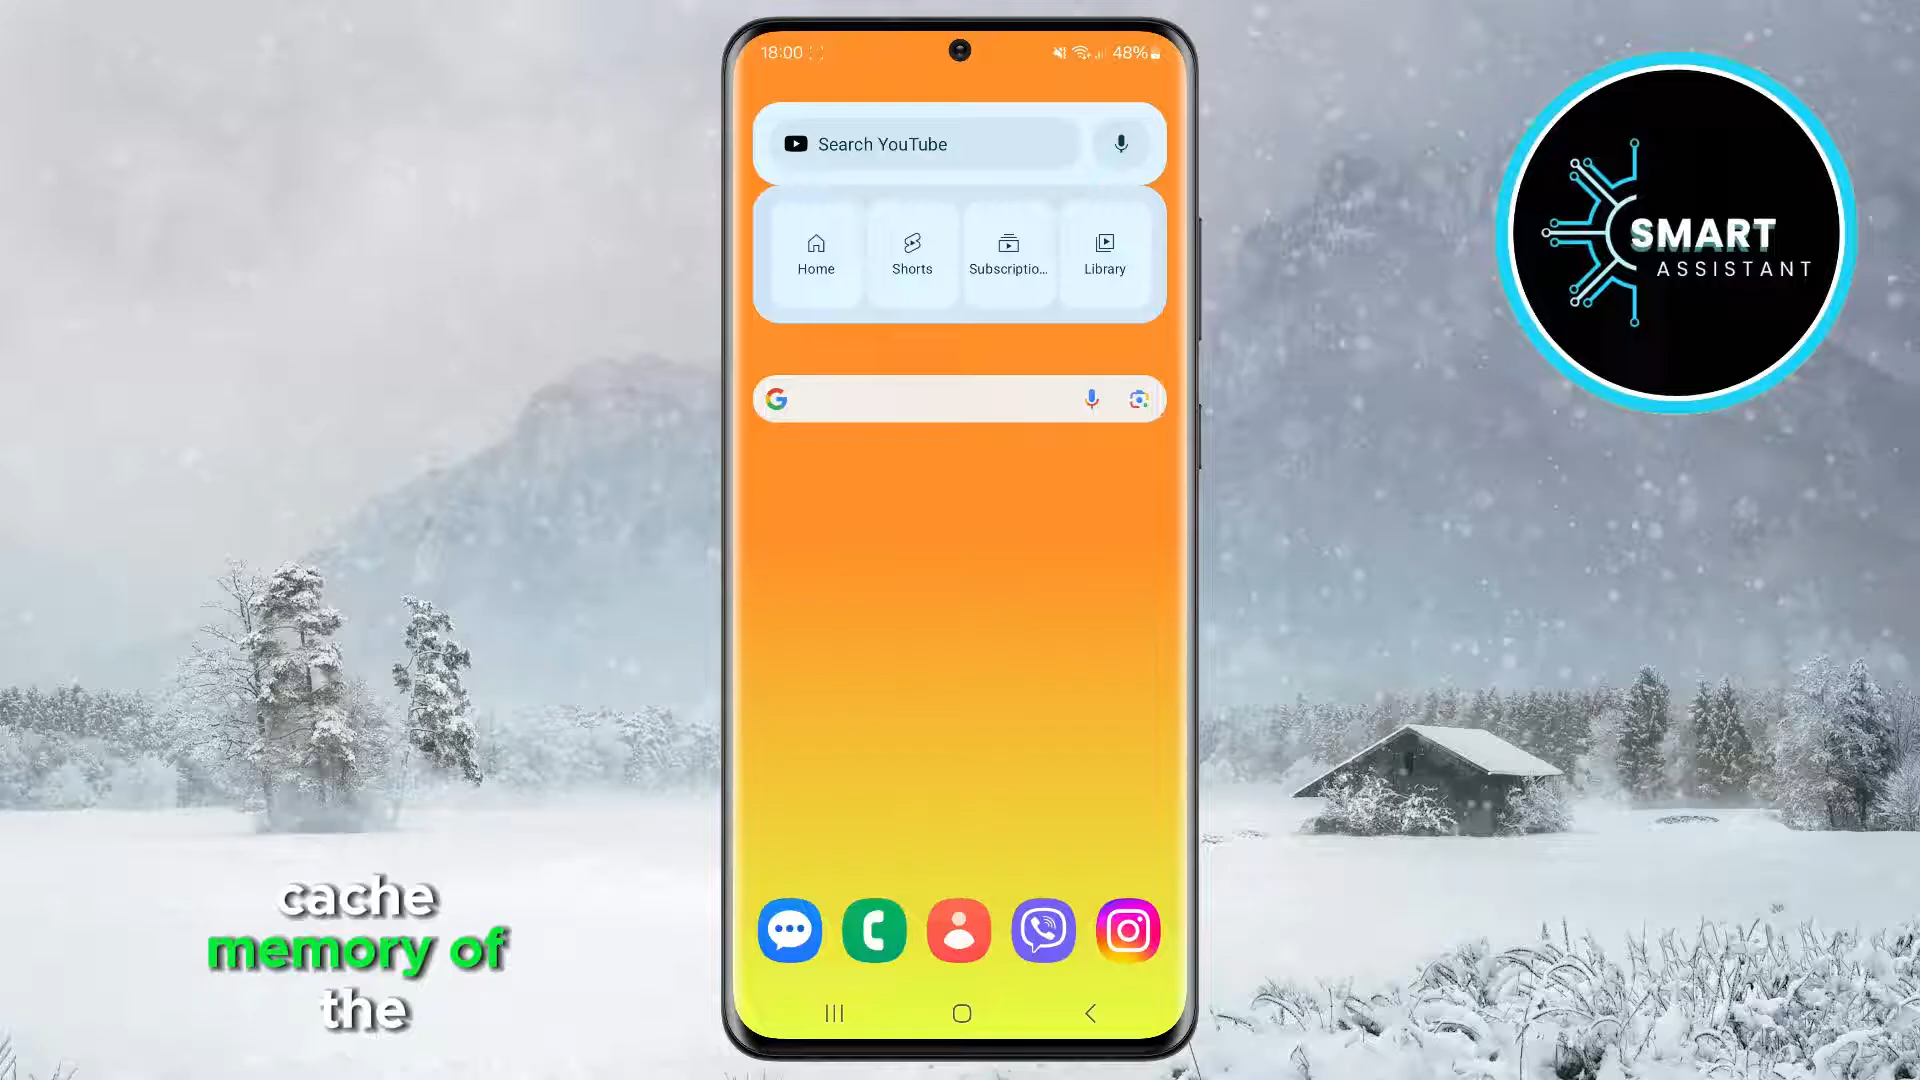 18:00
48%
Search YouTube
Home
Shorts
Subscriptio...
Library
SMART
ASSISTANT
cache
memory of
the